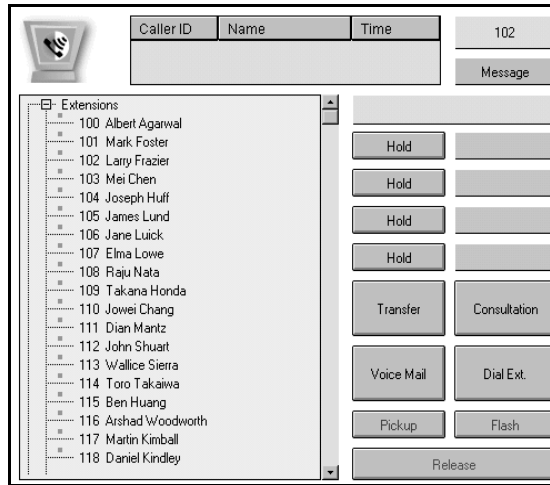 Caller ID Name Time
102
Message
Extensions
100 Albert Agarwal
101 Mark Foster
102 Larry Frazier
103 Mei Chen
104 Joseph Huff
105 James Lund
106 Jane Luick
107 Elma Lowe
108 Raju Nata
109 Takana Honda
110 Jowei Chang
111 Dian Mantz
112 John Shuart
113 Wallice Sierra
114 Toro Takaiwa
115 Ben Huang
116 Arshad Woodworth
117 Martin Kimball
118 Daniel Kindley
Hold
Hold
Hold
Hold
Transfer Consultation
Voice Mail Dial Ext.
Pickup Flash
Release